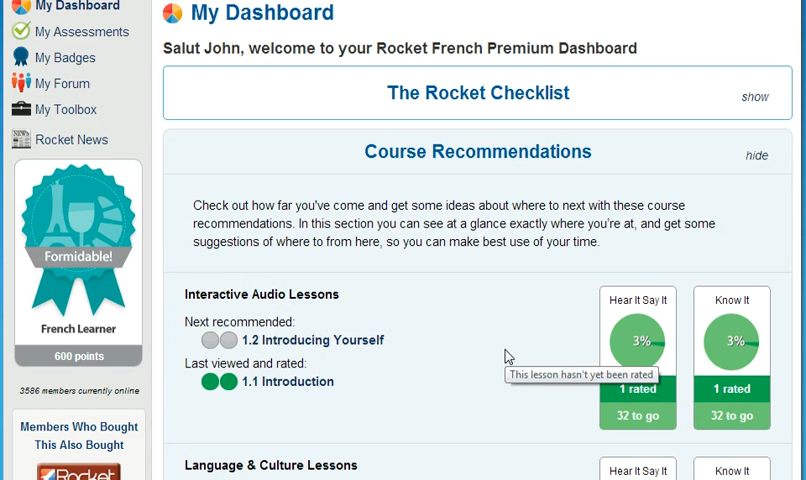 My Dashboard
My Assessments
My Badges
My Forum
My Toolbox
Rocket News
Formidable!
French Learner
600 points
3586 members currently online
Members Who Bought
This Also Bought
Rocket
My Dashboard
Salut John, welcome to your Rocket French Premium Dashboard
The Rocket Checklist
show
Course Recommendations
hide
Check out how far you've come and get some ideas about where to next with these course
recommendations. In this section you can see at a glance exactly where you're at, and get some
suggestions of where to from here, so you can make best use of your time.
Interactive Audio Lessons
Next recommended:
1.2 Introducing Yourself
Last viewed and rated:
1.1 Introduction
This lesson hasn't yet been rated
Hear It Say It
3%
1 rated
32 to go
Know It
3%
1 rated
32 to go
Language & Culture Lessons
Hear It Say It
Know It